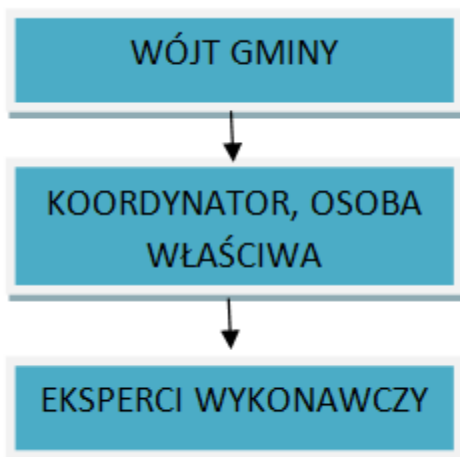 WÓJT GMINY
KOORDYNATOR, OSOBA
WŁAŚCIWA
EKSPERCI WYKONAWCZY